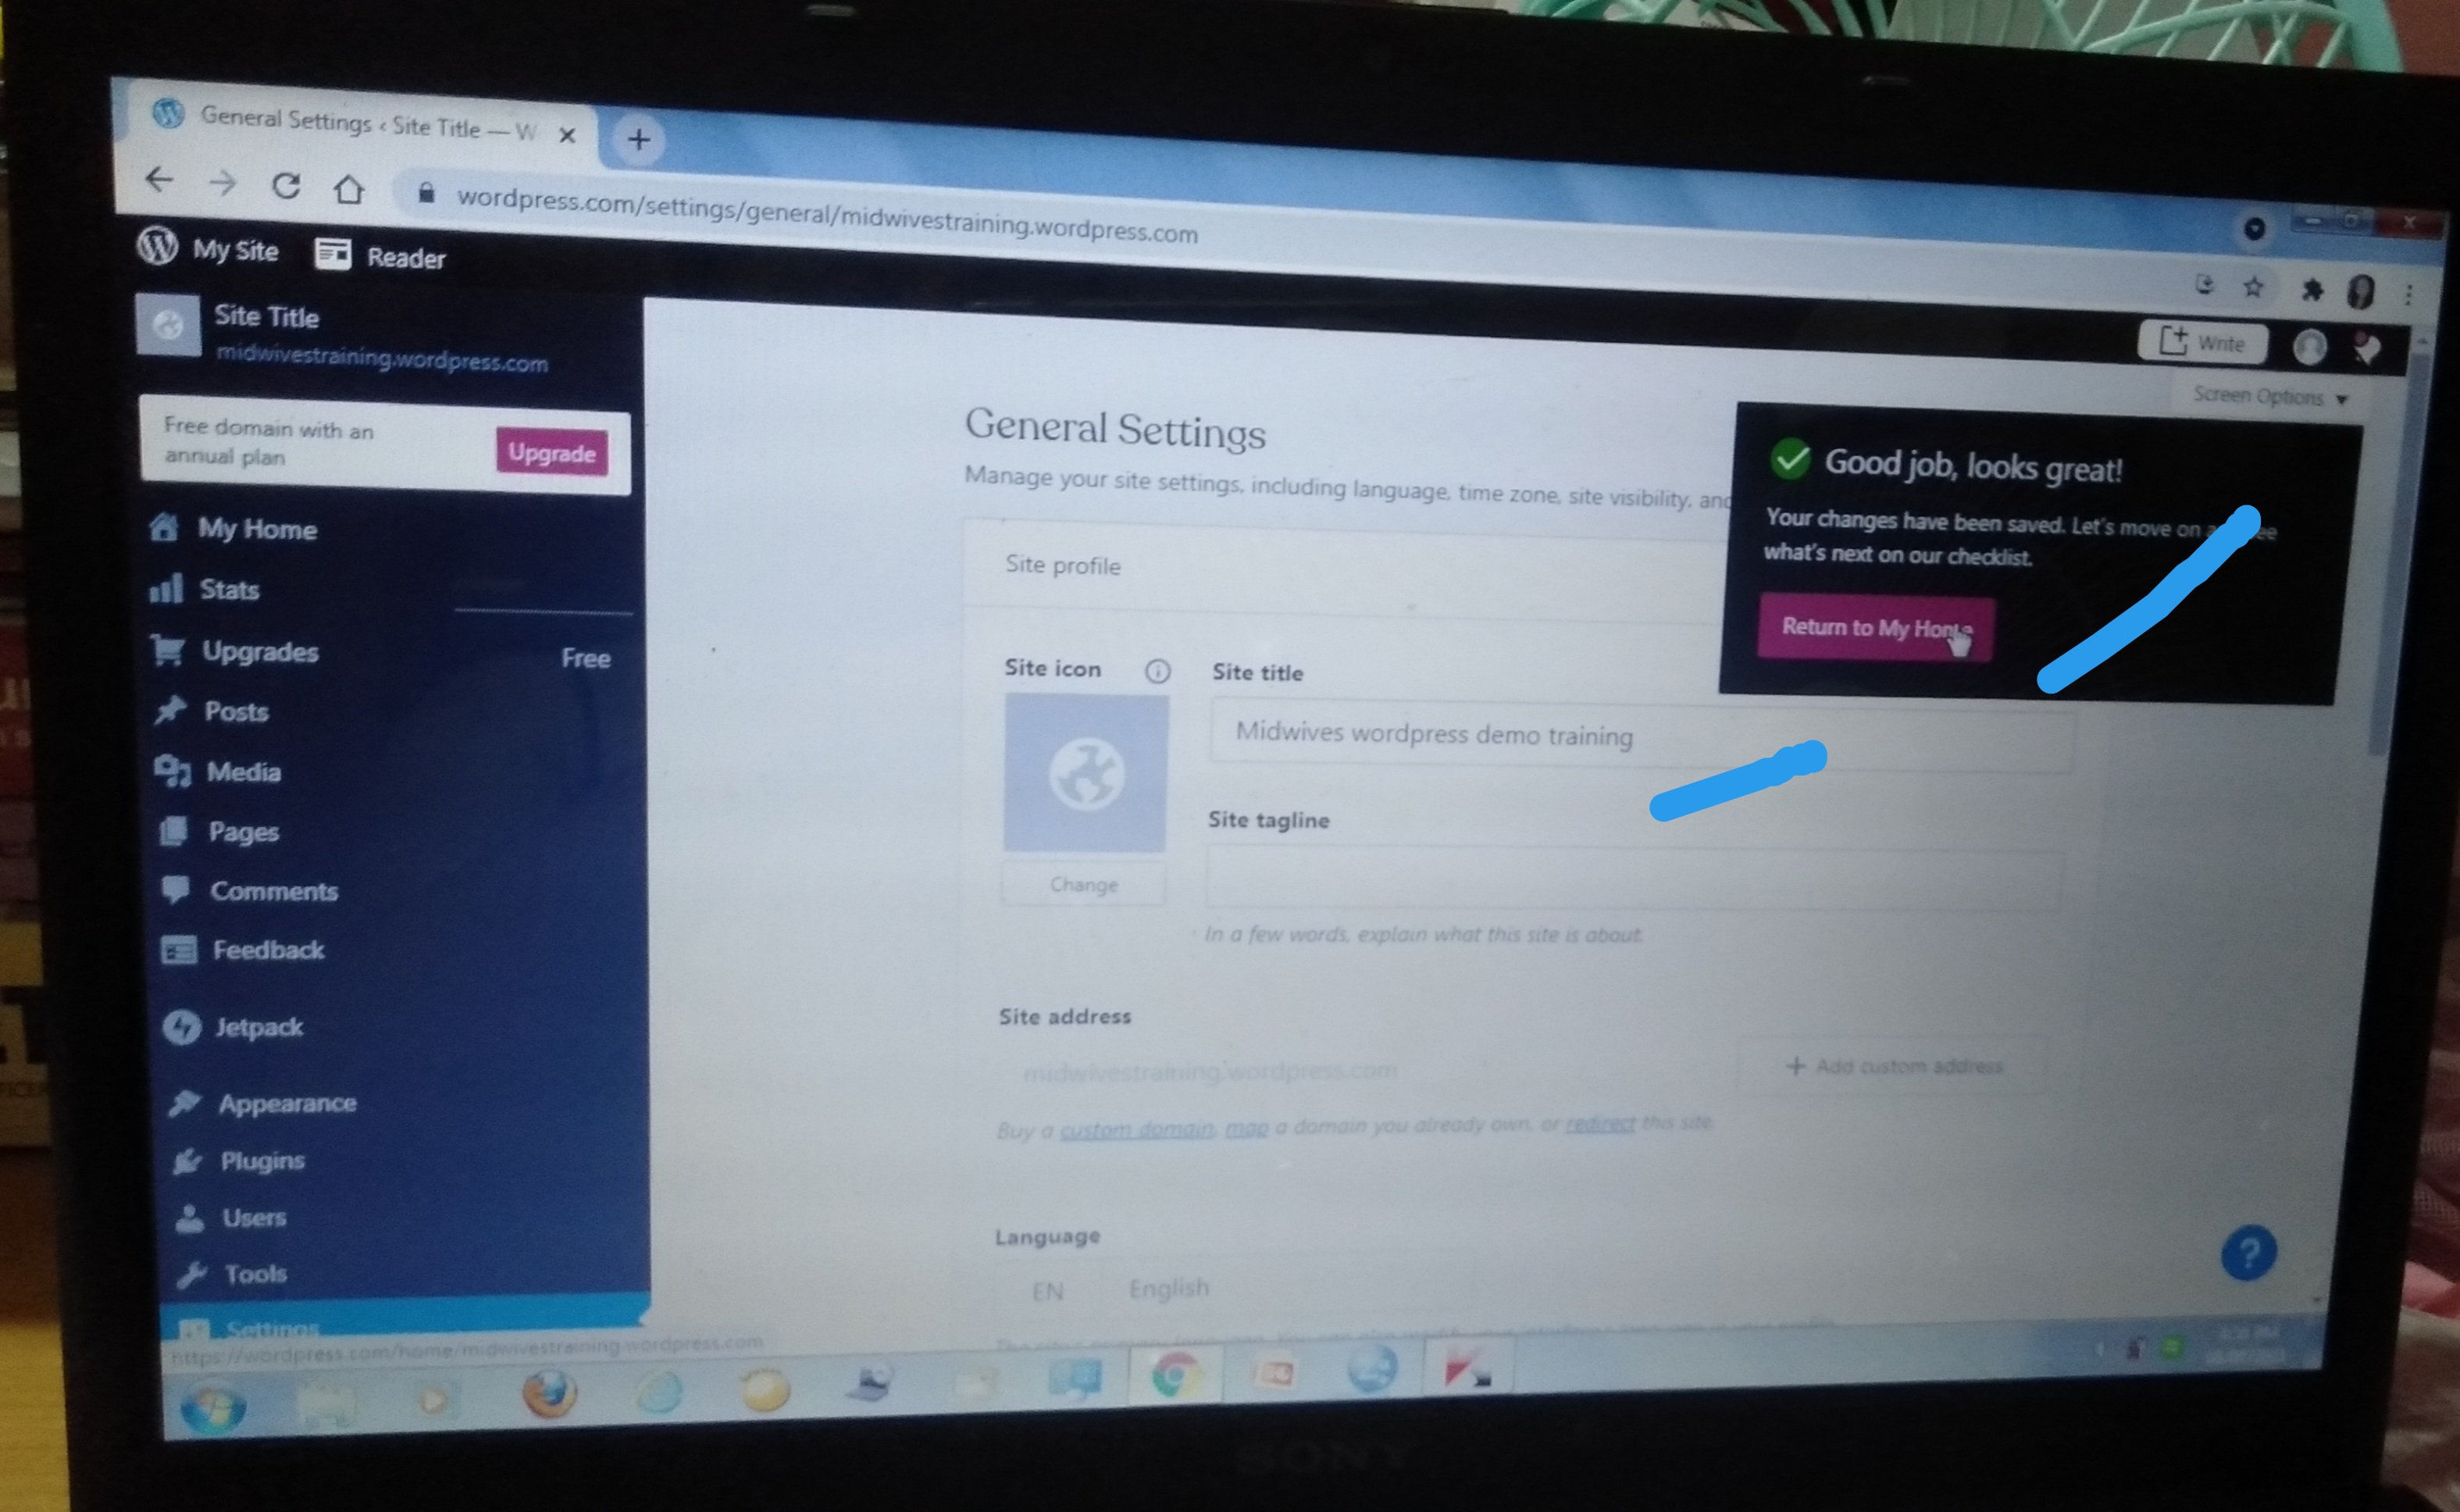 General Settings ‹ Site Title — W
wordpress.com/settings/general/midwivestraining.wordpress.com
My Site
Reader
Write
Site Title
midwivestraining.wordpress.com
Screen Options
Free domain with an
annual plan
Upgrade
My Home
Stats
Upgrades
Free
Posts
Media
Pages
Comments
Feedback
Jetpack
Appearance
Plugins
Users
Tools
Settings
General Settings
Manage your site settings, including language, time zone, site visibility, and
Good job, looks great!
Your changes have been saved. Let's move on
what's next on our checklist.
Return to My Home
Site profile
Site icon
Change
Site title
Midwives wordpress demo training
Site tagline
In a few words, explain what this site is about.
Site address
midwivestraining.wordpress.com
+ Add custom address
Buy a custom domain, map a domain you already own, or redirect this site.
Language
EN English
?
https://wordpress.com/home/midwivestraining.wordpress.com
SONY